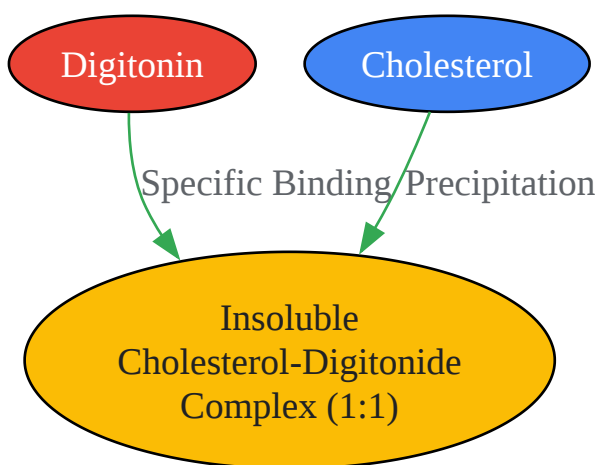 Digitonin
Cholesterol
Specific Binding
Precipitation
Insoluble
Cholesterol-Digitonide
Complex (1:1)